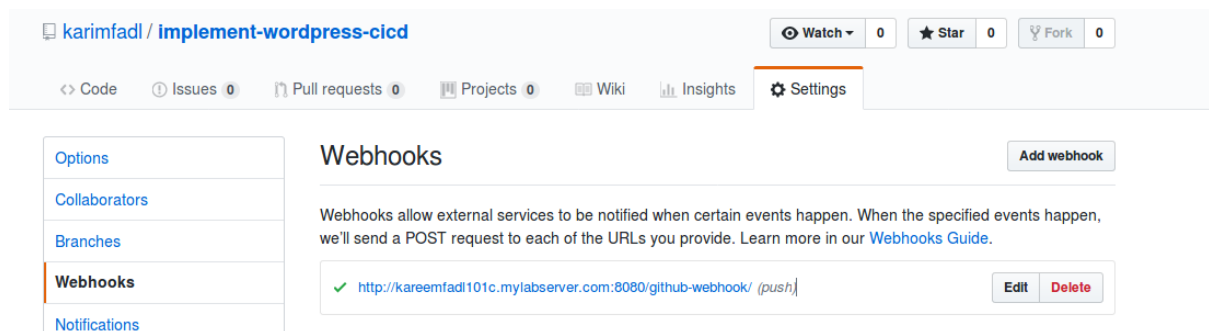 karimfadl / implement-wordpress-cicd
Watch 0 Star 0 Fork 0
<> Code Issues 0 Pull requests 0 Projects 0 Wiki Insights Settings
Options
Collaborators
Branches
Webhooks
Notifications
Webhooks
Add webhook
Webhooks allow external services to be notified when certain events happen. When the specified events happen,
we'll send a POST request to each of the URLs you provide. Learn more in our Webhooks Guide.
http://kareemfadl101c.mylabserver.com:8080/github-webhook/ (push)
Edit Delete